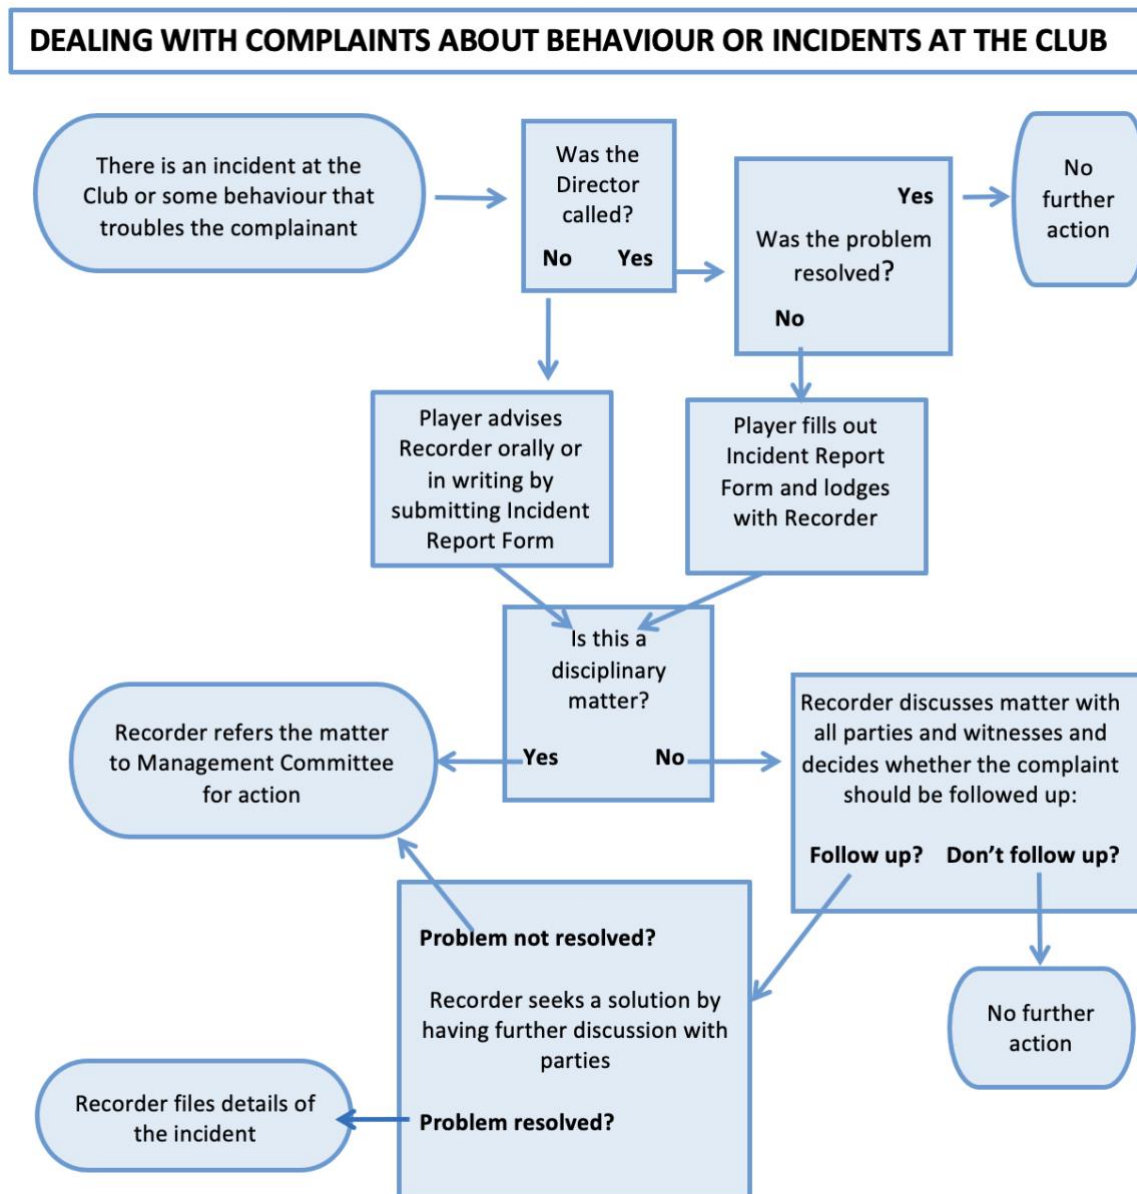 DEALING WITH COMPLAINTS ABOUT BEHAVIOUR OR INCIDENTS AT THE CLUB
There is an incident at the
Club or some behaviour that
troubles the complainant
Was the
Director
called?
No Yes
Yes
Was the problem
resolved?
No
No
further
action
Player advises
Recorder orally or
in writing by
submitting Incident
Report Form
Player fills out
Incident Report
Form and lodges
with Recorder
Is this a
disciplinary
matter?
Yes No
Recorder refers the matter
to Management Committee
for action
Recorder discusses matter with
all parties and witnesses and
decides whether the complaint
should be followed up:
Follow up? Don’t follow up?
Problem not resolved?
Recorder seeks a solution by
having further discussion with
parties
Problem resolved?
No further
action
Recorder files details of
the incident